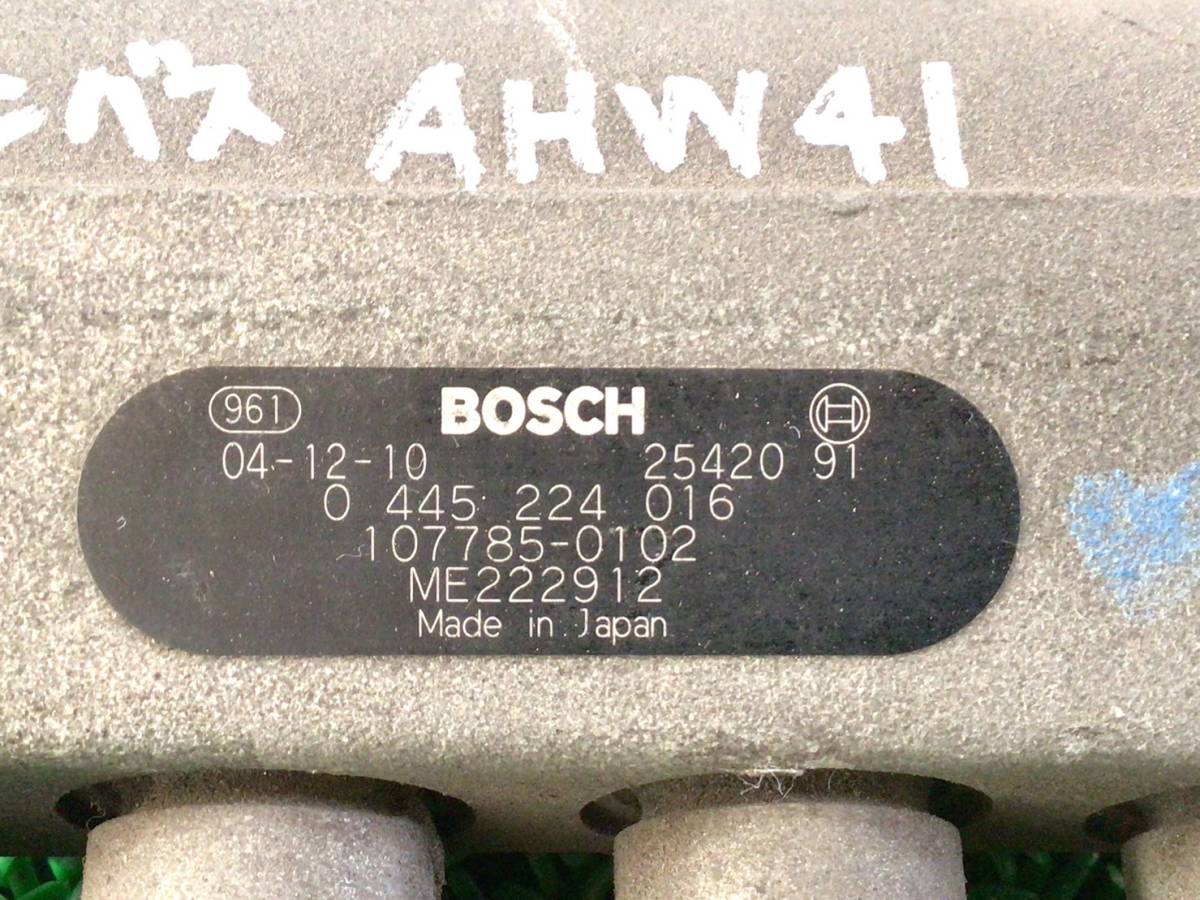 ニバス AHW41
961 BOSCH
04-12-10 25420 91
0 445 224 016
107785-0102
ME222912
Made in Japan